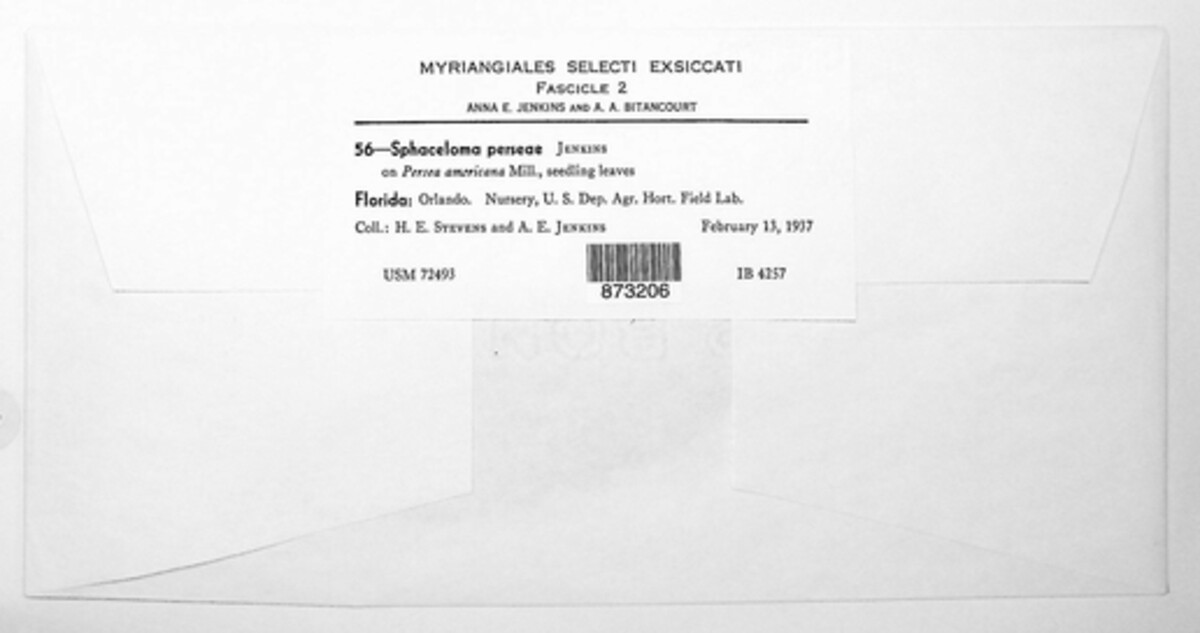 MYRIANGIALES SELECTI EXSICCATI
FASCICLE 2
ANNA E. JENKINS AND A. A. BITANCOURT
56—Sphaceloma perseae JENKINS
on Persea americana Mill., seedling leaves
Florida: Orlando. Nursery, U. S. Dep. Agr. Hort. Field Lab.
Coll.: H. E. STEVENS and A. E. JENKINS February 13, 1937
USM 72493 IB 4257
873206